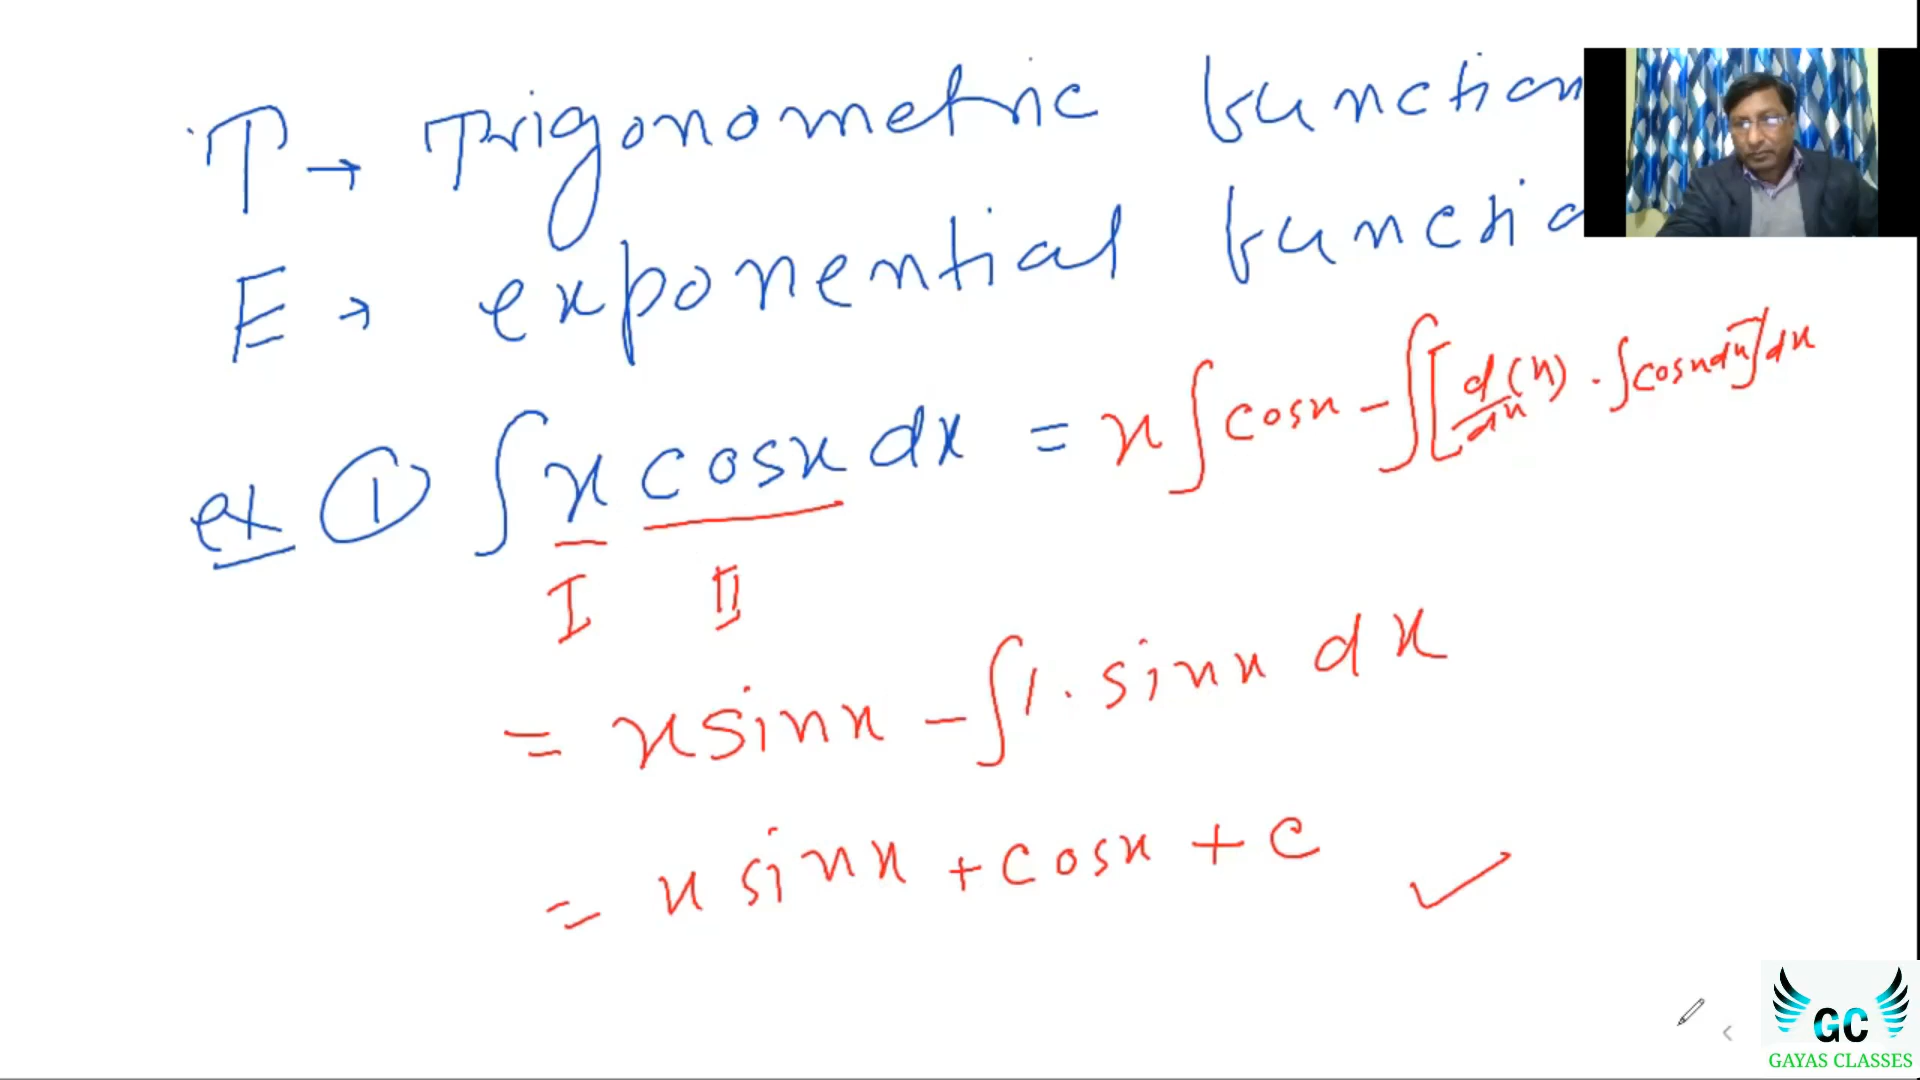 T → Trigonometric function
E → exponential functio
ex ① ∫ x cosx dx = x ∫ cosx - ∫ [ d/dx (x) . ∫ cosx dx ] dx
I II
= x sinx - ∫ 1 . sinx dx
= x sinx + cosx + c ✓
GC
GAYAS CLASSES